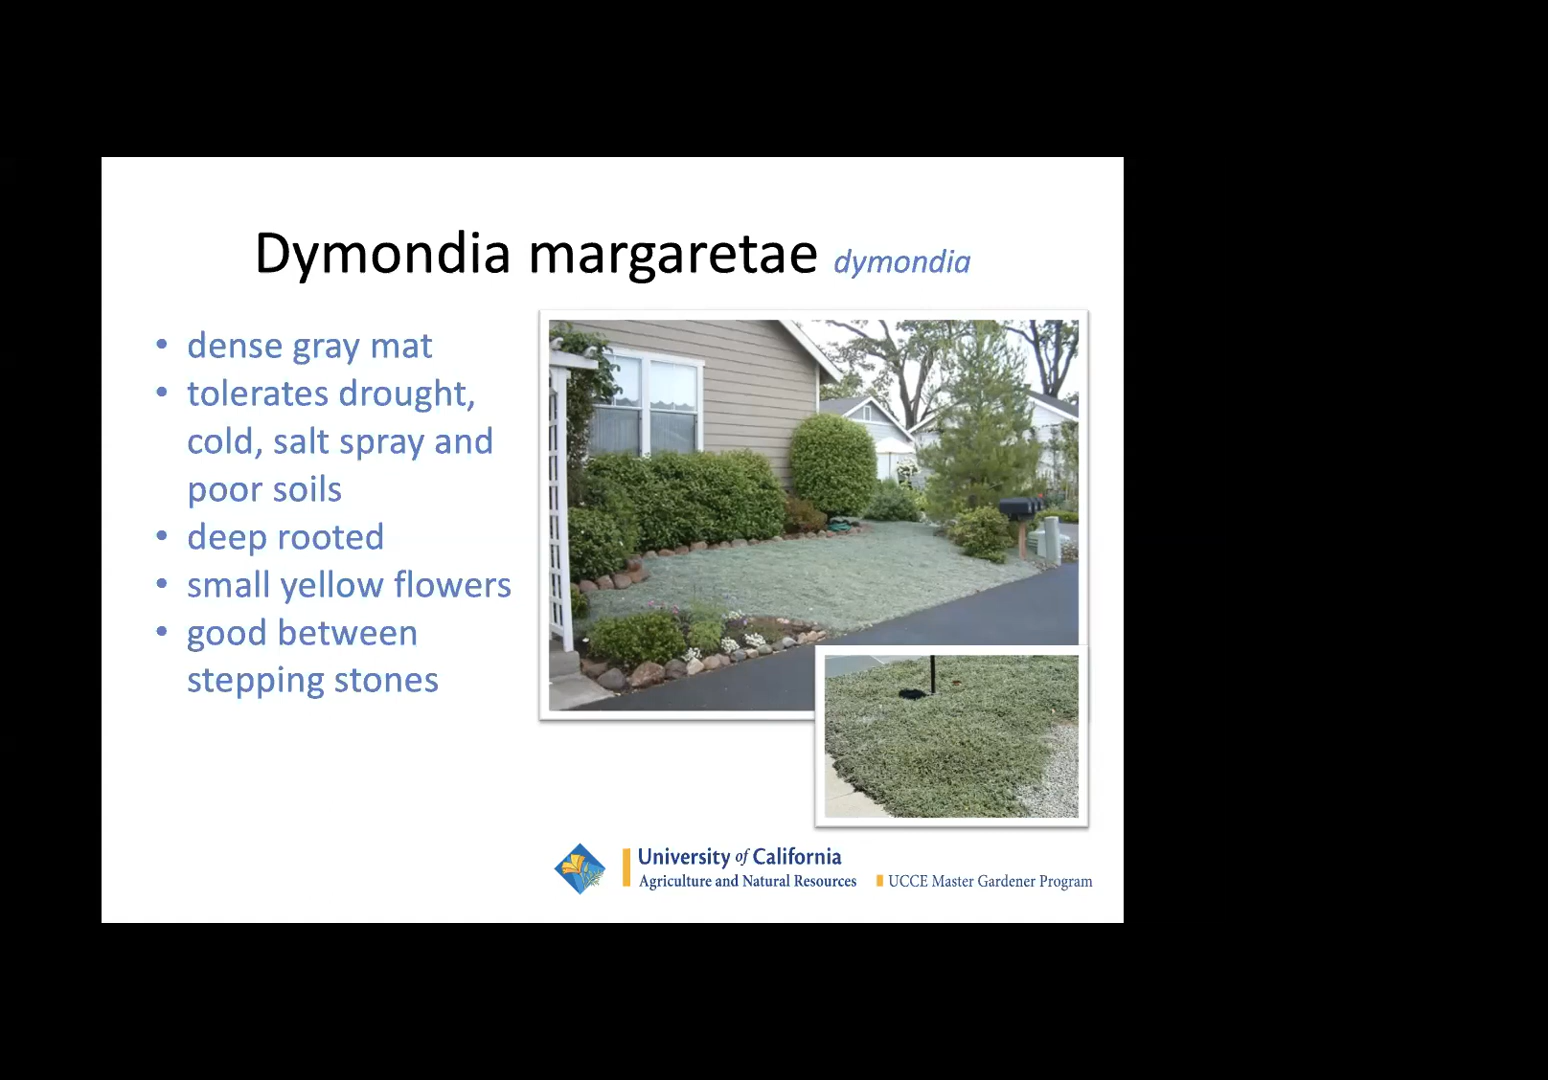 Dymondia margaretae dymondia
• dense gray mat
• tolerates drought,
cold, salt spray and
poor soils
• deep rooted
• small yellow flowers
• good between
stepping stones
University of California
Agriculture and Natural Resources
UCCE Master Gardener Program